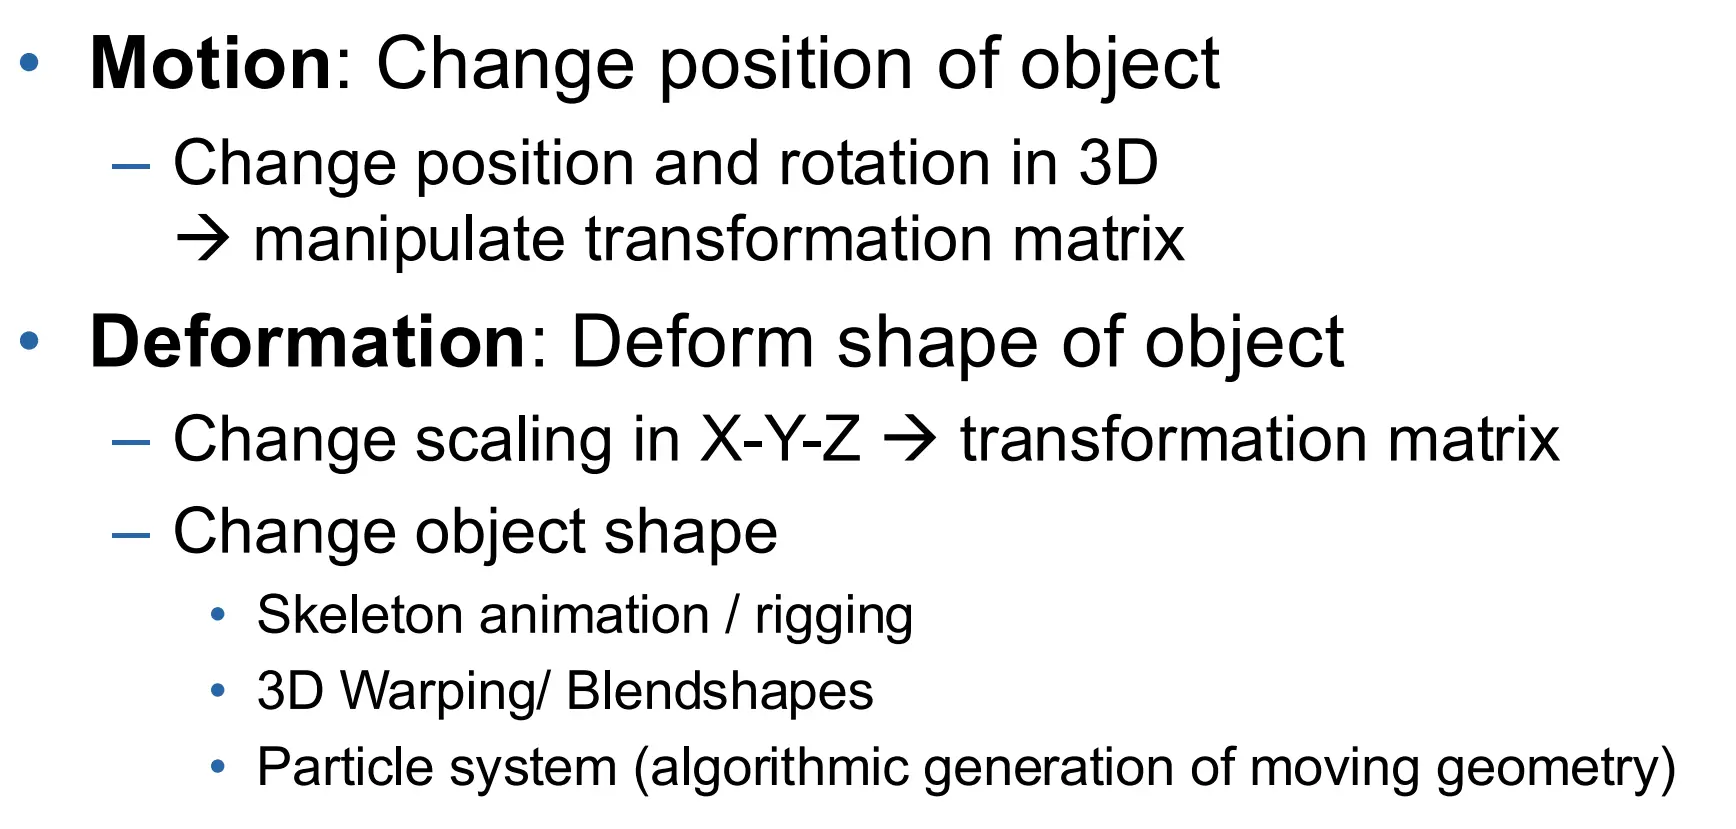 • Motion: Change position of object
– Change position and rotation in 3D
→ manipulate transformation matrix
• Deformation: Deform shape of object
– Change scaling in X-Y-Z → transformation matrix
– Change object shape
• Skeleton animation / rigging
• 3D Warping/ Blendshapes
• Particle system (algorithmic generation of moving geometry)